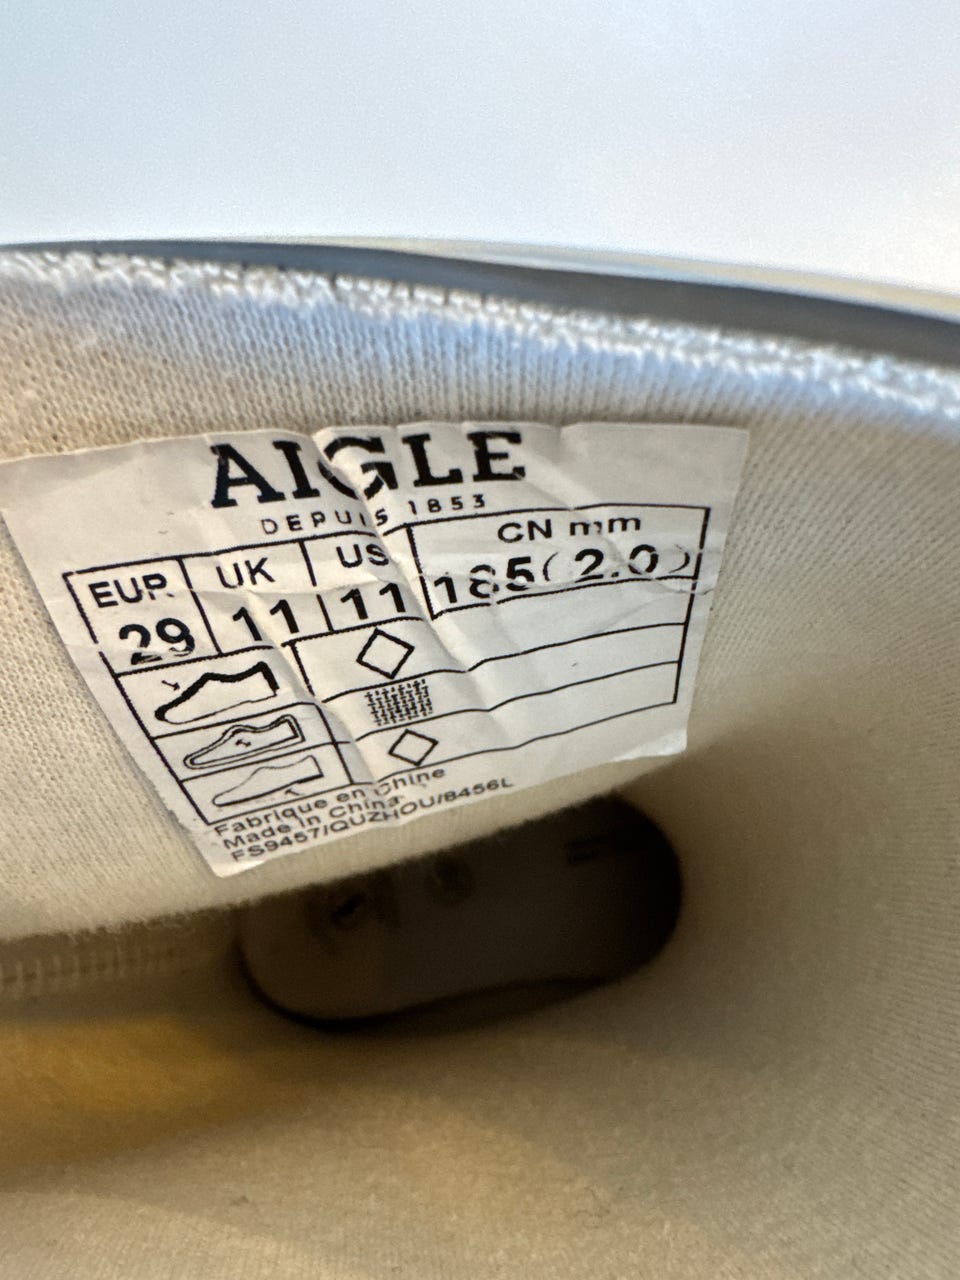 AIGLE
DEPUIS 1853
EUR UK US CN mm
29 11 11 185(2.0)
Fabrique en Chine
Made in China
FS9457/QUZHOU/8456L